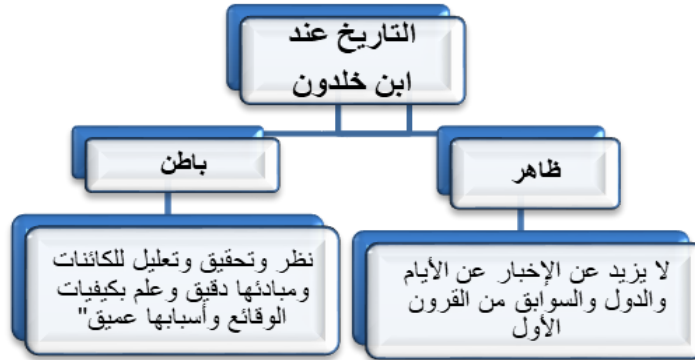 التاريخ عند
ابن خلدون
ظاهر
لا يزيد عن الإخبار عن الأيام
والدول والسوابق من القرون
الأول
باطن
نظر وتحقيق وتعليل للكائنات
ومبادئها دقيق وعلم بكيفيات
الوقائع وأسبابها عميق"